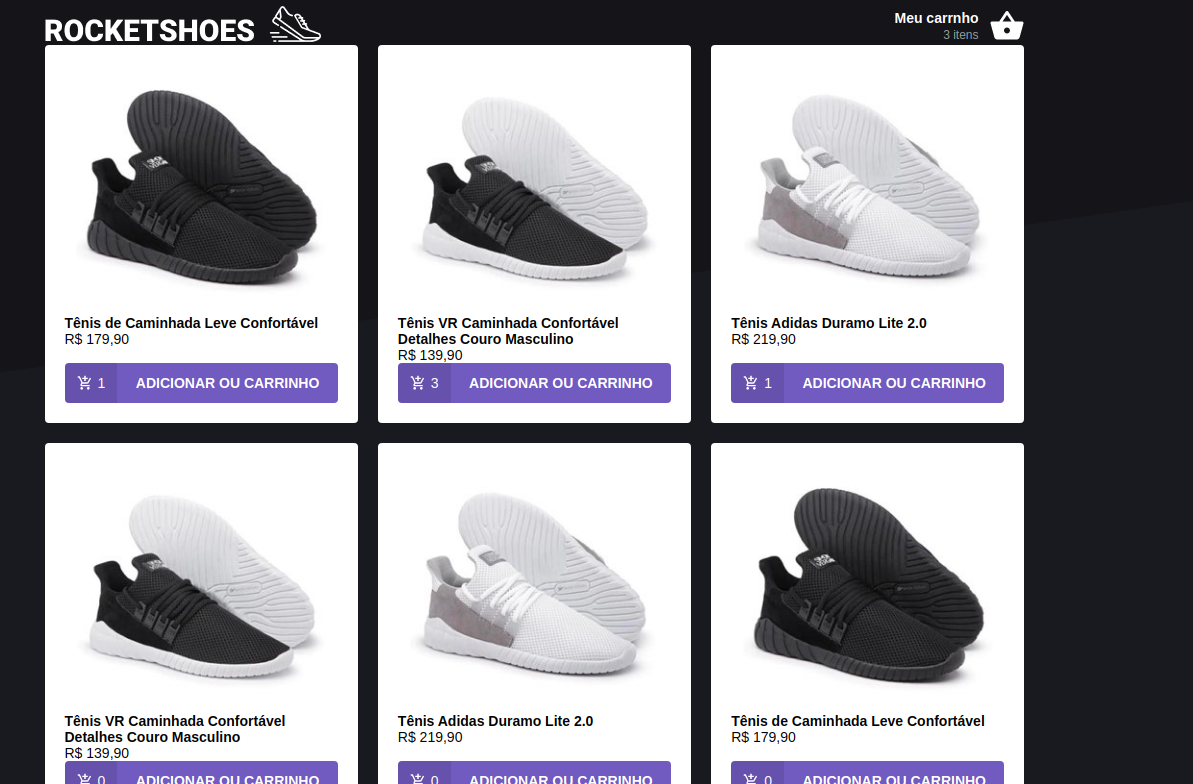 ROCKETSHOES
Meu carrnho
3 itens
Tênis de Caminhada Leve Confortável
R$ 179,90
1 ADICIONAR OU CARRINHO
Tênis VR Caminhada Confortável
Detalhes Couro Masculino
R$ 139,90
3 ADICIONAR OU CARRINHO
Tênis Adidas Duramo Lite 2.0
R$ 219,90
1 ADICIONAR OU CARRINHO
Tênis VR Caminhada Confortável
Detalhes Couro Masculino
R$ 139,90
0 ADICIONAR OU CARRINHO
Tênis Adidas Duramo Lite 2.0
R$ 219,90
0 ADICIONAR OU CARRINHO
Tênis de Caminhada Leve Confortável
R$ 179,90
0 ADICIONAR OU CARRINHO